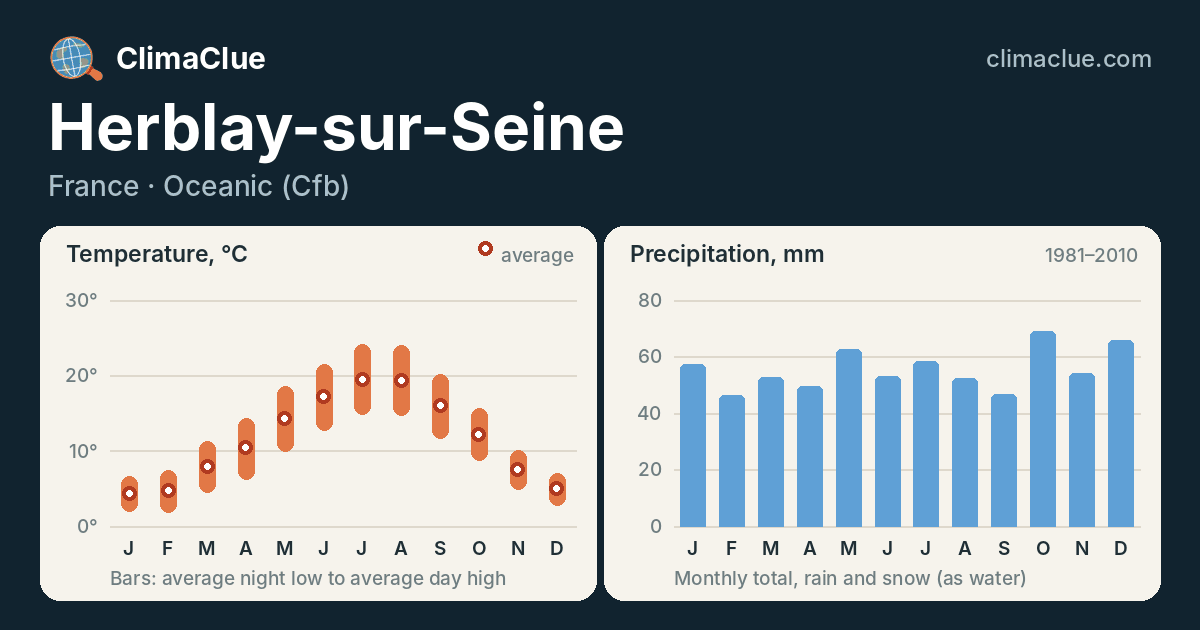 ClimaClue
climaclue.com
Herblay-sur-Seine
France · Oceanic (Cfb)
Temperature, °C
average
30°
20°
10°
0°
J F M A M J J A S O N D
Bars: average night low to average day high
Precipitation, mm
1981–2010
80
60
40
20
0
J F M A M J J A S O N D
Monthly total, rain and snow (as water)